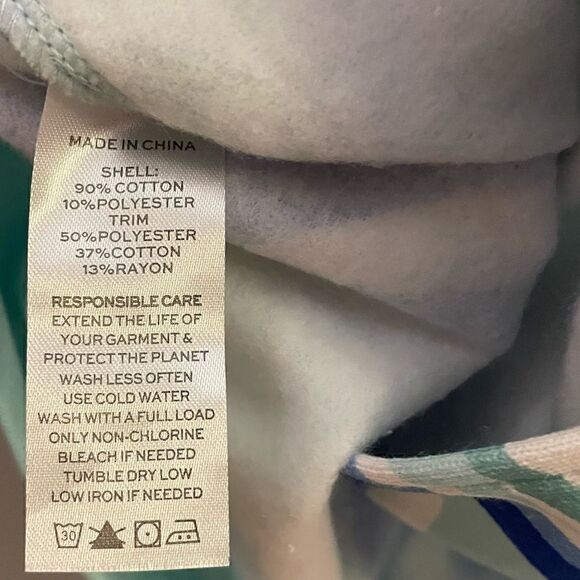 MADE IN CHINA
SHELL:
90% COTTON
10%POLYESTER
TRIM
50%POLYESTER
37%COTTON
13%RAYON
RESPONSIBLE CARE
EXTEND THE LIFE OF
YOUR GARMENT &
PROTECT THE PLANET
WASH LESS OFTEN
USE COLD WATER
WASH WITH A FULL LOAD
ONLY NON-CHLORINE
BLEACH IF NEEDED
TUMBLE DRY LOW
LOW IRON IF NEEDED
30